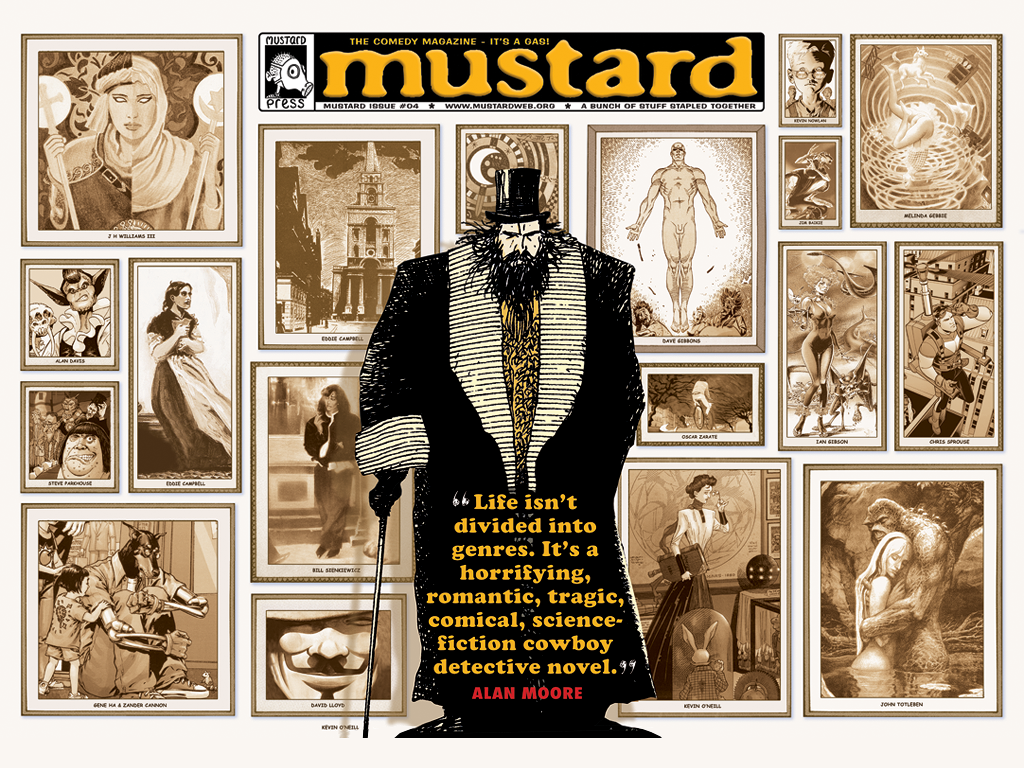 MUSTARD
PRESS
THE COMEDY MAGAZINE - IT'S A GAS!
mustard
MUSTARD ISSUE #04 ★ WWW.MUSTARDWEB.ORG ★ A BUNCH OF STUFF STAPLED TOGETHER
J H WILLIAMS III
EDDIE CAMPBELL
DAVE GIBBONS
KEVIN NOWLAN
JIM BAIKIE
MELINDA GEBBIE
ALAN DAVIS
STEVE PARKHOUSE
EDDIE CAMPBELL
BILL SIENKIEWICZ
OSCAR ZARATE
IAN GIBSON
CHRIS SPROUSE
GENE HA & ZANDER CANNON
DAVID LLOYD
KEVIN O'NEILL
KEVIN O'NEILL
JOHN TOTLEBEN
“Life isn't
divided into
genres. It's a
horrifying,
romantic, tragic,
comical, science-
fiction cowboy
detective novel.”
ALAN MOORE